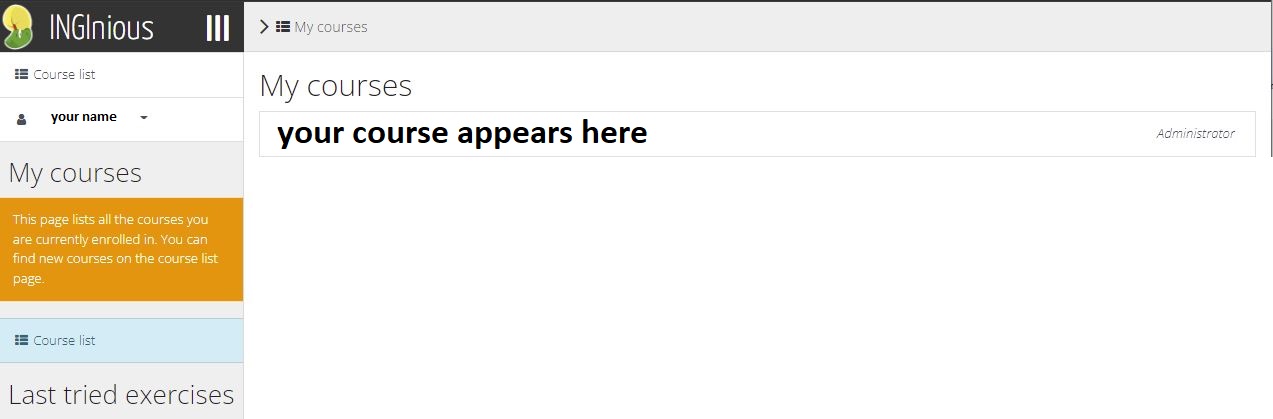 INGInious
My courses
Course list
your name
My courses
This page lists all the courses you
are currently enrolled in. You can
find new courses on the course list
page.
Course list
Last tried exercises
My courses
your course appears here
Administrator